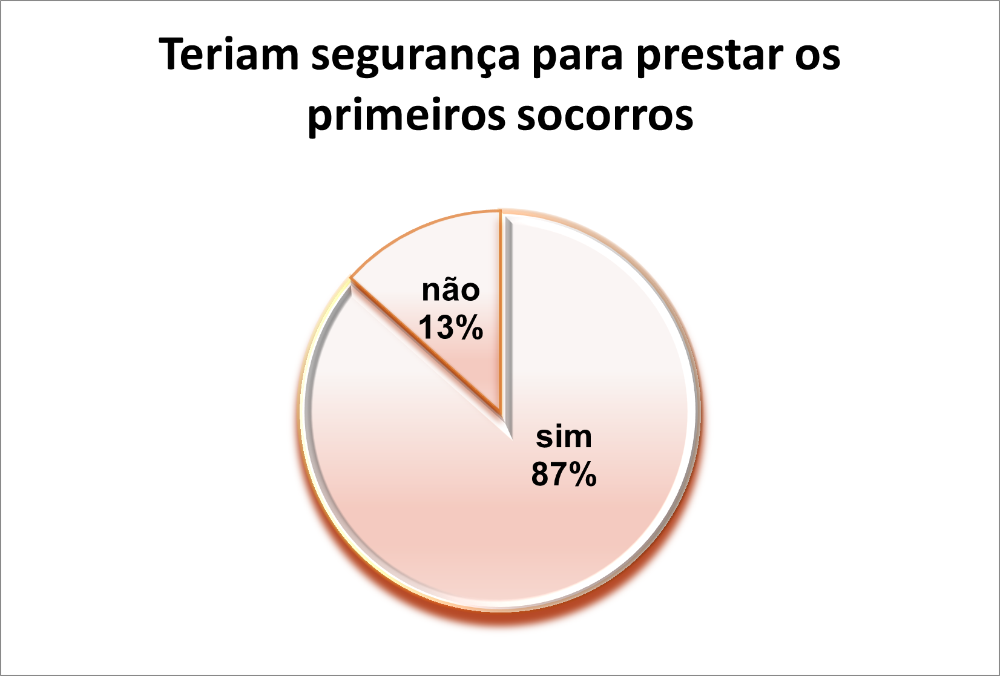 Teriam segurança para prestar os
primeiros socorros
não
13%
sim
87%